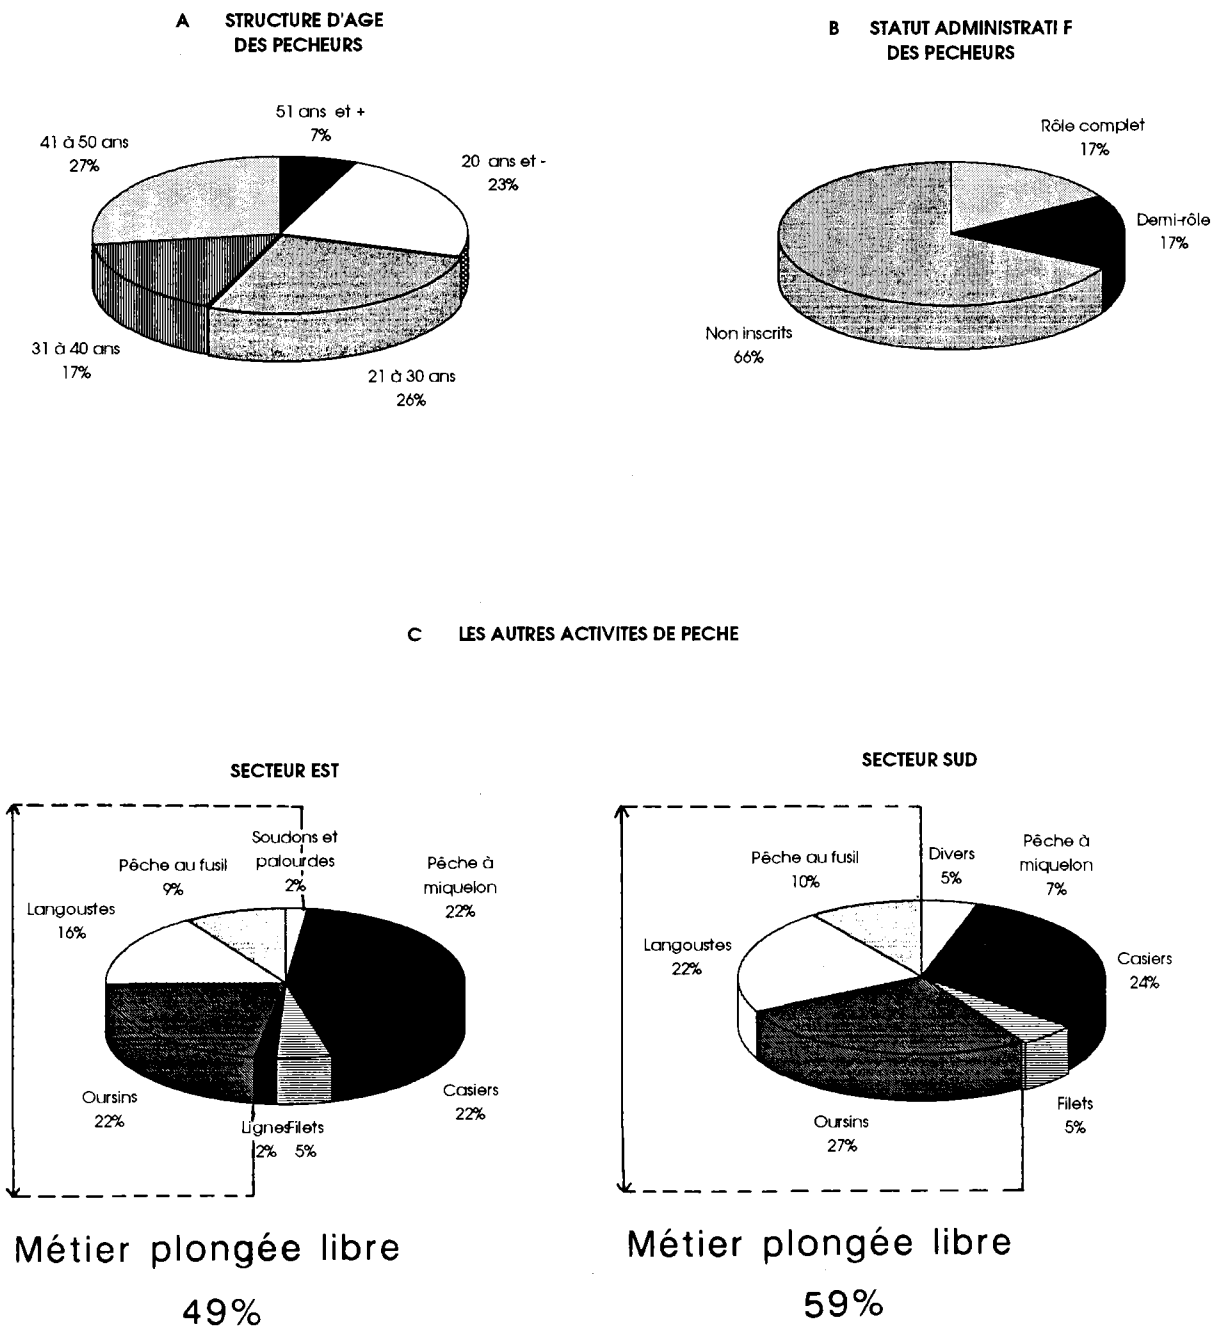 A STRUCTURE D'AGE
DES PECHEURS
51 ans et +
7%
41 à 50 ans
27%
20 ans et -
23%
31 à 40 ans
17%
21 à 30 ans
26%
B STATUT ADMINISTRATIF
DES PECHEURS
Rôle complet
17%
Demi-rôle
17%
Non inscrits
66%
C LES AUTRES ACTIVITES DE PECHE
SECTEUR EST
Soudons et
palourdes
2%
Pêche au fusil
9%
Pêche à
miquelon
22%
Langoustes
16%
Oursins
22%
Lignes
2%
Filets
5%
Casiers
22%
Métier plongée libre
49%
SECTEUR SUD
Divers
5%
Pêche à
miquelon
7%
Pêche au fusil
10%
Langoustes
22%
Casiers
24%
Oursins
27%
Filets
5%
Métier plongée libre
59%